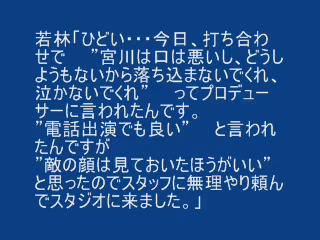 若林「ひどい・・・今日、打ち合わ
せで　”宮川は口は悪いし、どうし
ようもないから落ち込まないでくれ、
泣かないでくれ”　ってプロデュー
サーに言われたんです。
”電話出演でも良い”　と言われ
たんですが
”敵の顔は見ておいたほうがいい”
と思ったのでスタッフに無理やり頼ん
でスタジオに来ました。」